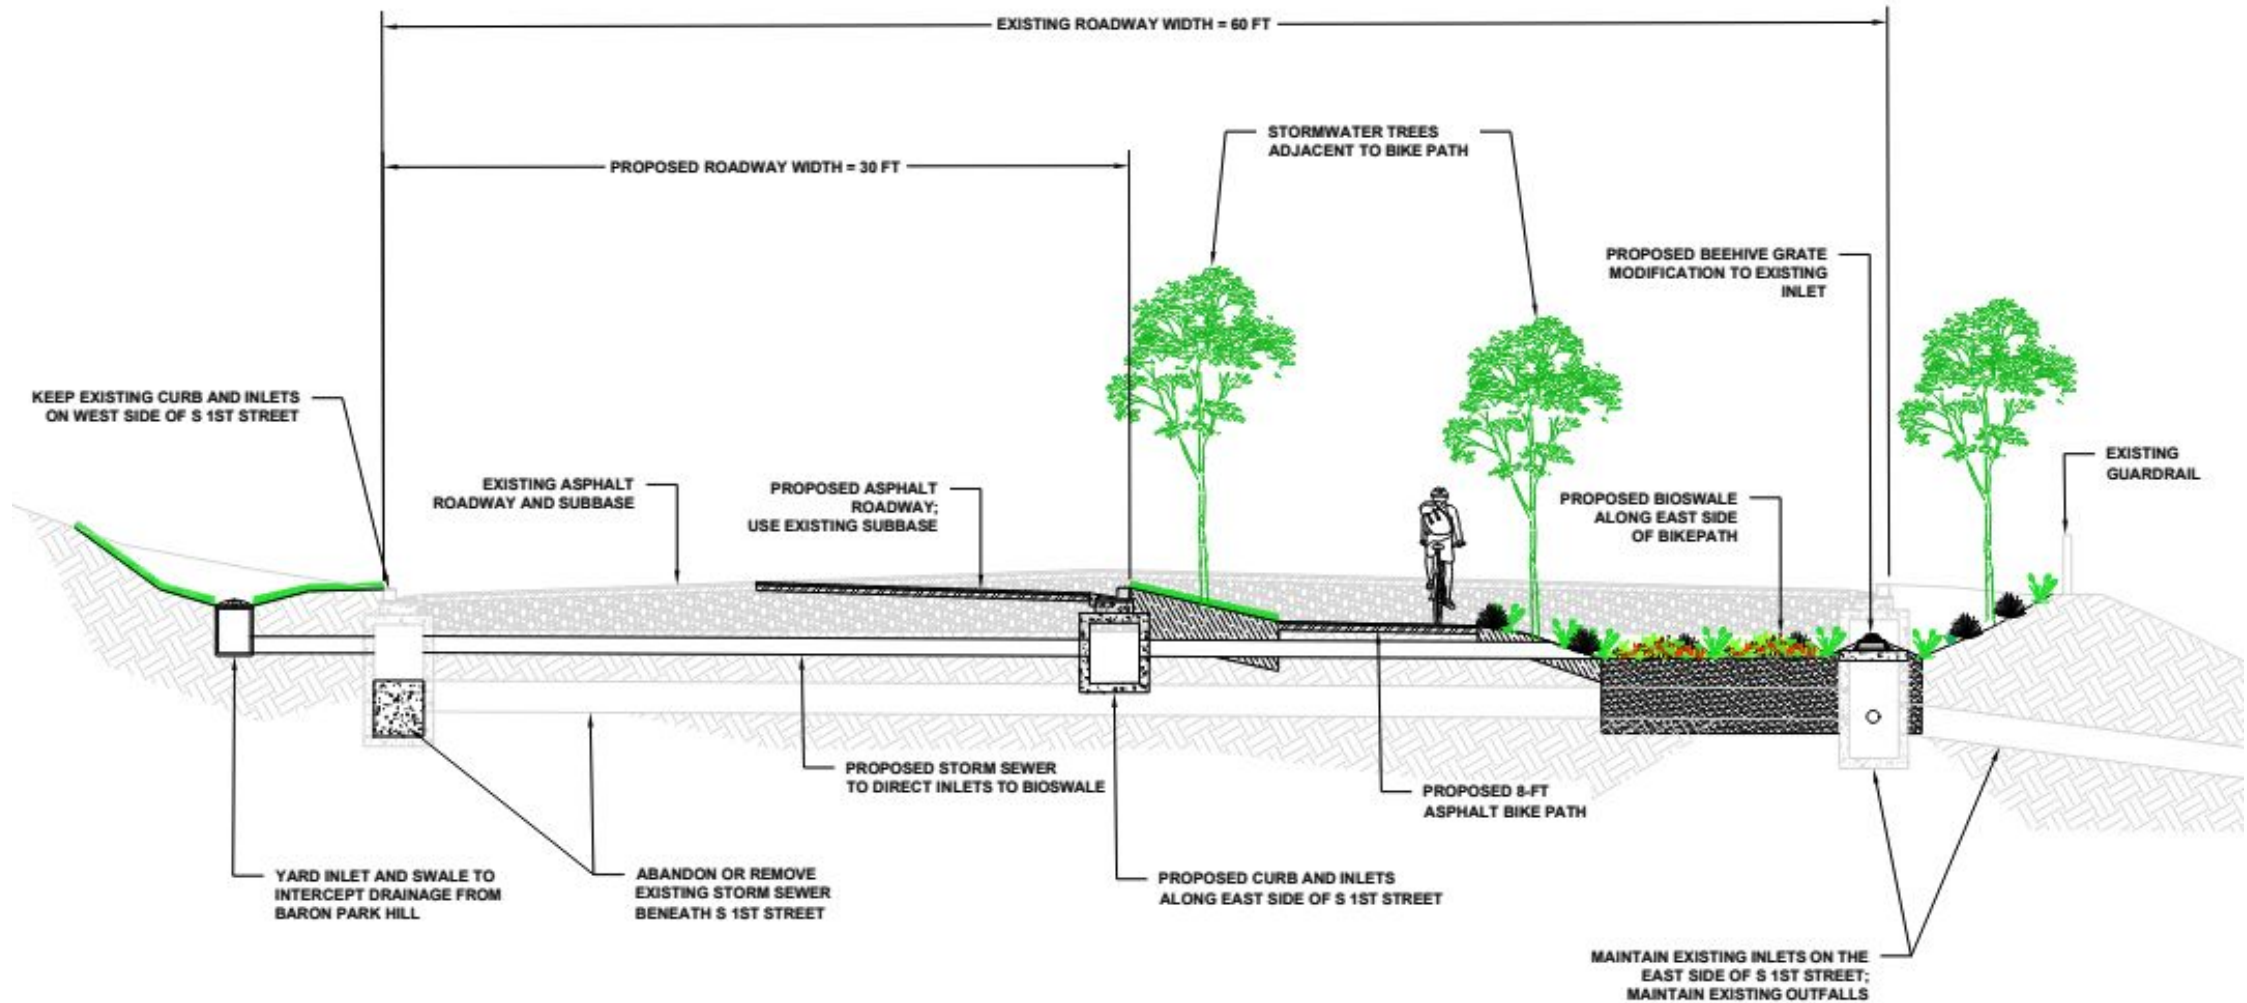 EXISTING ROADWAY WIDTH = 60 FT
STORMWATER TREES
ADJACENT TO BIKE PATH
PROPOSED ROADWAY WIDTH = 30 FT
PROPOSED BEEHIVE GRATE
MODIFICATION TO EXISTING
INLET
KEEP EXISTING CURB AND INLETS
ON WEST SIDE OF S 1ST STREET
EXISTING ASPHALT
ROADWAY AND SUBBASE
PROPOSED ASPHALT
ROADWAY;
USE EXISTING SUBBASE
PROPOSED BIOSWALE
ALONG EAST SIDE
OF BIKEPATH
EXISTING
GUARDRAIL
PROPOSED STORM SEWER
TO DIRECT INLETS TO BIOSWALE
PROPOSED 8-FT
ASPHALT BIKE PATH
YARD INLET AND SWALE TO
INTERCEPT DRAINAGE FROM
BARON PARK HILL
ABANDON OR REMOVE
EXISTING STORM SEWER
BENEATH S 1ST STREET
PROPOSED CURB AND INLETS
ALONG EAST SIDE OF S 1ST STREET
MAINTAIN EXISTING INLETS ON THE
EAST SIDE OF S 1ST STREET;
MAINTAIN EXISTING OUTFALLS